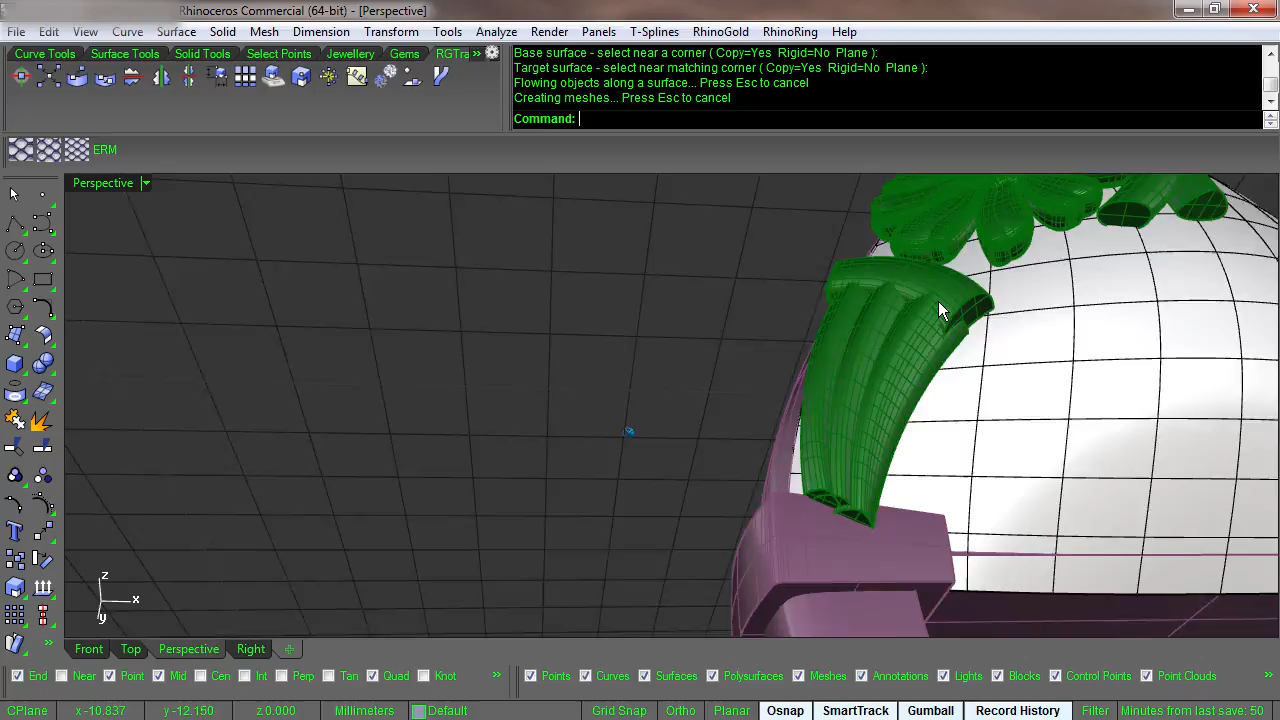 Rhinoceros Commercial (64-bit) - [Perspective]
File Edit View Curve Surface Solid Mesh Dimension Transform Tools Analyze Render Panels T-Splines RhinoGold RhinoRing Help
Curve Tools Surface Tools Solid Tools Select Points Jewellery Gems RGTra »
Base surface - select near a corner ( Copy=Yes Rigid=No Plane ):
Target surface - select near matching corner ( Copy=Yes Rigid=No Plane ):
Flowing objects along a surface... Press Esc to cancel
Creating meshes... Press Esc to cancel
Command:
ERM
Perspective
z
x
y
Front Top Perspective Right
End Near Point Mid Cen Int Perp Tan Quad Knot » Points Curves Surfaces Polysurfaces Meshes Annotations Lights Blocks Control Points Point Clouds »
CPlane x -10.837 y -12.150 z 0.000 Millimeters Default Grid Snap Ortho Planar Osnap SmartTrack Gumball Record History Filter Minutes from last save: 50